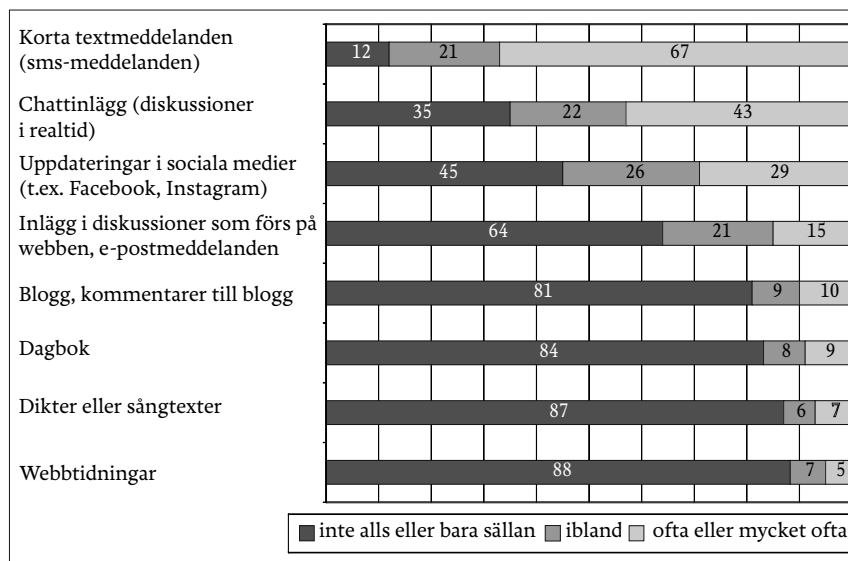 Korta textmeddelanden
(sms-meddelanden)
12 21 67
Chattinlägg (diskussioner
i realtid)
35 22 43
Uppdateringar i sociala medier
(t.ex. Facebook, Instagram)
45 26 29
Inlägg i diskussioner som förs på
webben, e-postmeddelanden
64 21 15
Blogg, kommentarer till blogg
81 9 10
Dagbok
84 8 9
Dikter eller sångtexter
87 6 7
Webbtidningar
88 7 5
inte alls eller bara sällan ibland ofta eller mycket ofta